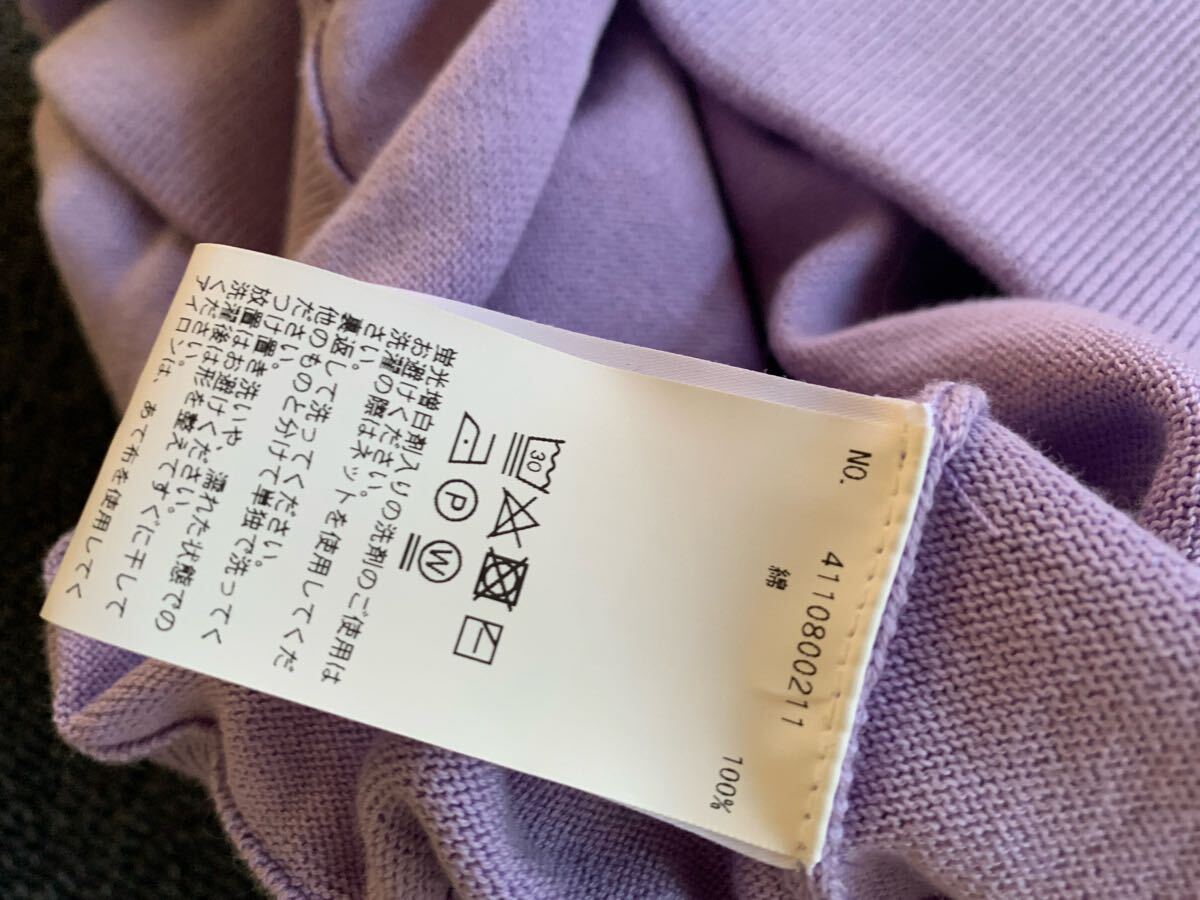 NO. 4110800211
綿 100%
30
P W
蛍光増白剤入りの洗剤のご使用は
お避けください。
洗濯の際はネットを使用してくだ
さい。
裏返して洗ってください。
他のものと分けて単独で洗ってく
ださい。
つけ置き洗いや、濡れた状態での
放置はお避けください。
洗濯後は形を整えてすぐに干して
ください。
アイロンは、あて布を使用してく